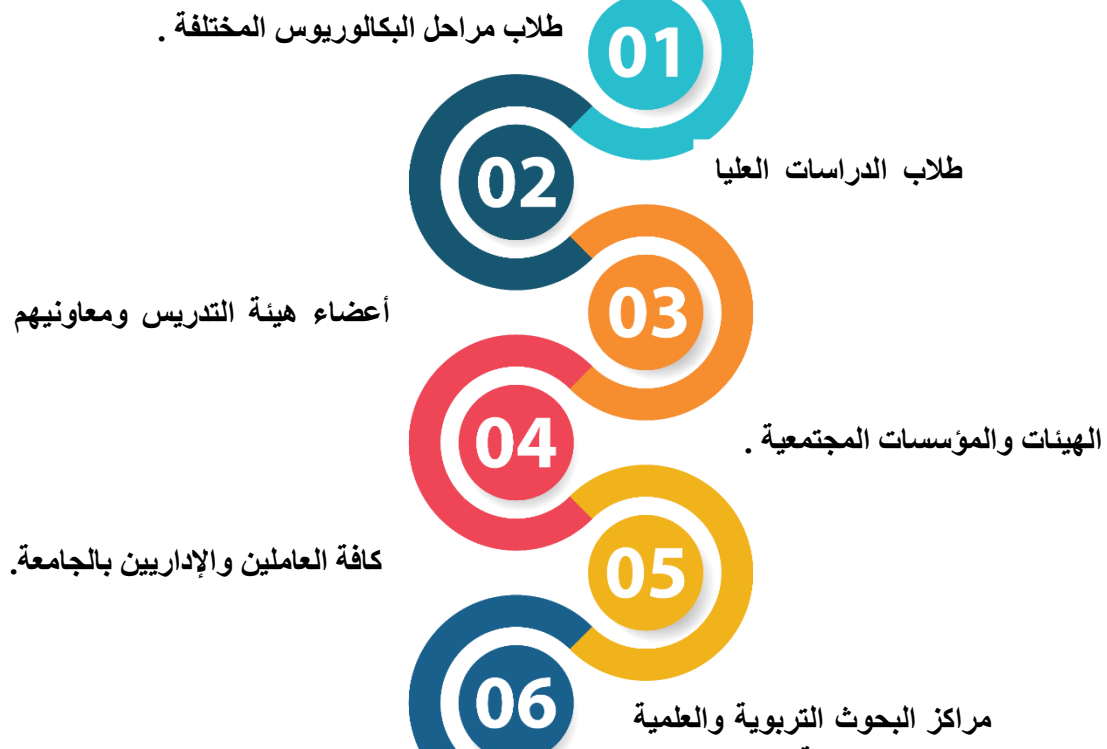 طلاب مراحل البكالوريوس المختلفة .
01
02
طلاب الدراسات العليا
أعضاء هيئة التدريس ومعاونيهم
03
04
الهيئات والمؤسسات المجتمعية .
كافة العاملين والإداريين بالجامعة.
05
06
مراكز البحوث التربوية والعلمية